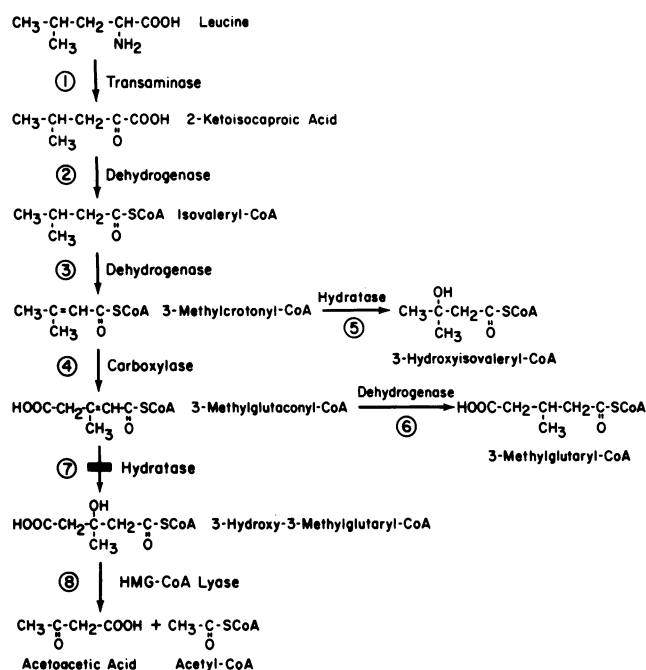 CH3-CH-CH2-CH-COOH Leucine
CH3 NH2
① Transaminase
CH3-CH-CH2-C-COOH 2-Ketoisocaproic Acid
CH3 O
② Dehydrogenase
CH3-CH-CH2-C-SCoA Isovaleryl-CoA
CH3 O
③ Dehydrogenase
CH3-C=CH-C-SCoA 3-Methylcrotonyl-CoA
CH3 O
Hydratase
⑤
OH
CH3-C-CH2-C-SCoA
CH3 O
3-Hydroxyisovaleryl-CoA
④ Carboxylase
HOOC-CH2-C=CH-C-SCoA 3-Methylglutaconyl-CoA
CH3 O
Dehydrogenase
⑥
HOOC-CH2-CH-CH2-C-SCoA
CH3 O
3-Methylglutaryl-CoA
⑦ Hydratase
OH
HOOC-CH2-C-CH2-C-SCoA 3-Hydroxy-3-Methylglutaryl-CoA
CH3 O
⑧ HMG-CoA Lyase
CH3-C-CH2-COOH + CH3-C-SCoA
O O
Acetoacetic Acid Acetyl-CoA